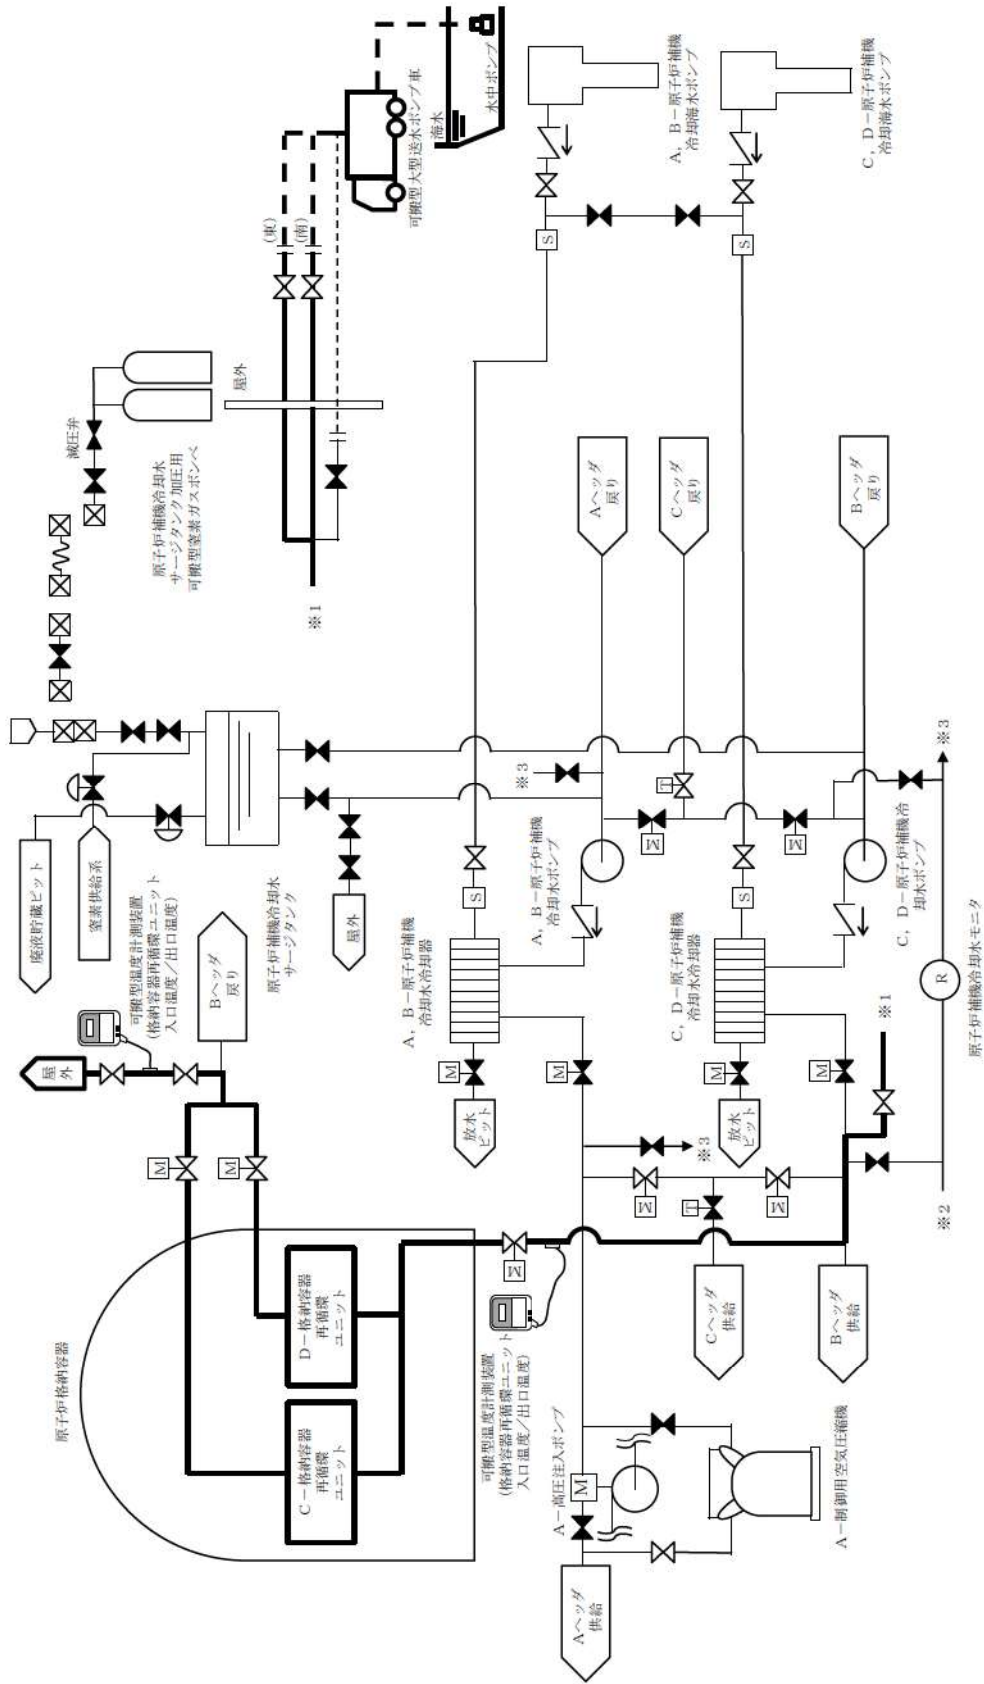 原子炉格納容器
C－格納容器
再循環
ユニット
D－格納容器
再循環
ユニット
屋外
M
M
可搬型温度計測装置
(格納容器再循環ユニット
入口温度／出口温度)
Bヘッダ
戻り
廃液貯蔵ピット
窒素供給系
原子炉補機冷却水
サージタンク
屋外
減圧弁
原子炉補機冷却水
サージタンク加圧用
可搬型窒素ガスボンベ
屋外
※1
(東)
(南)
可搬型大型送水ポンプ車
海水
水中ポンプ
M
可搬型温度計測装置
(格納容器再循環ユニット
入口温度／出口温度)
A，B－原子炉補機
冷却水冷却器
M
S
放水
ピット
M
※3
A，B－原子炉補機
冷却水ポンプ
Aヘッダ
戻り
S
A，B－原子炉補機
冷却海水ポンプ
A－高圧注入ポンプ
M
Aヘッダ
供給
A－制御用空気圧縮機
※3
M
M
T
Cヘッダ
供給
Bヘッダ
供給
C，D－原子炉補機
冷却水冷却器
M
S
放水
ピット
M
M
T
M
Cヘッダ
戻り
S
C，D－原子炉補機
冷却海水ポンプ
C，D－原子炉補機冷
却水ポンプ
Bヘッダ
戻り
※1
※2
R
原子炉補機冷却水モニタ
※3